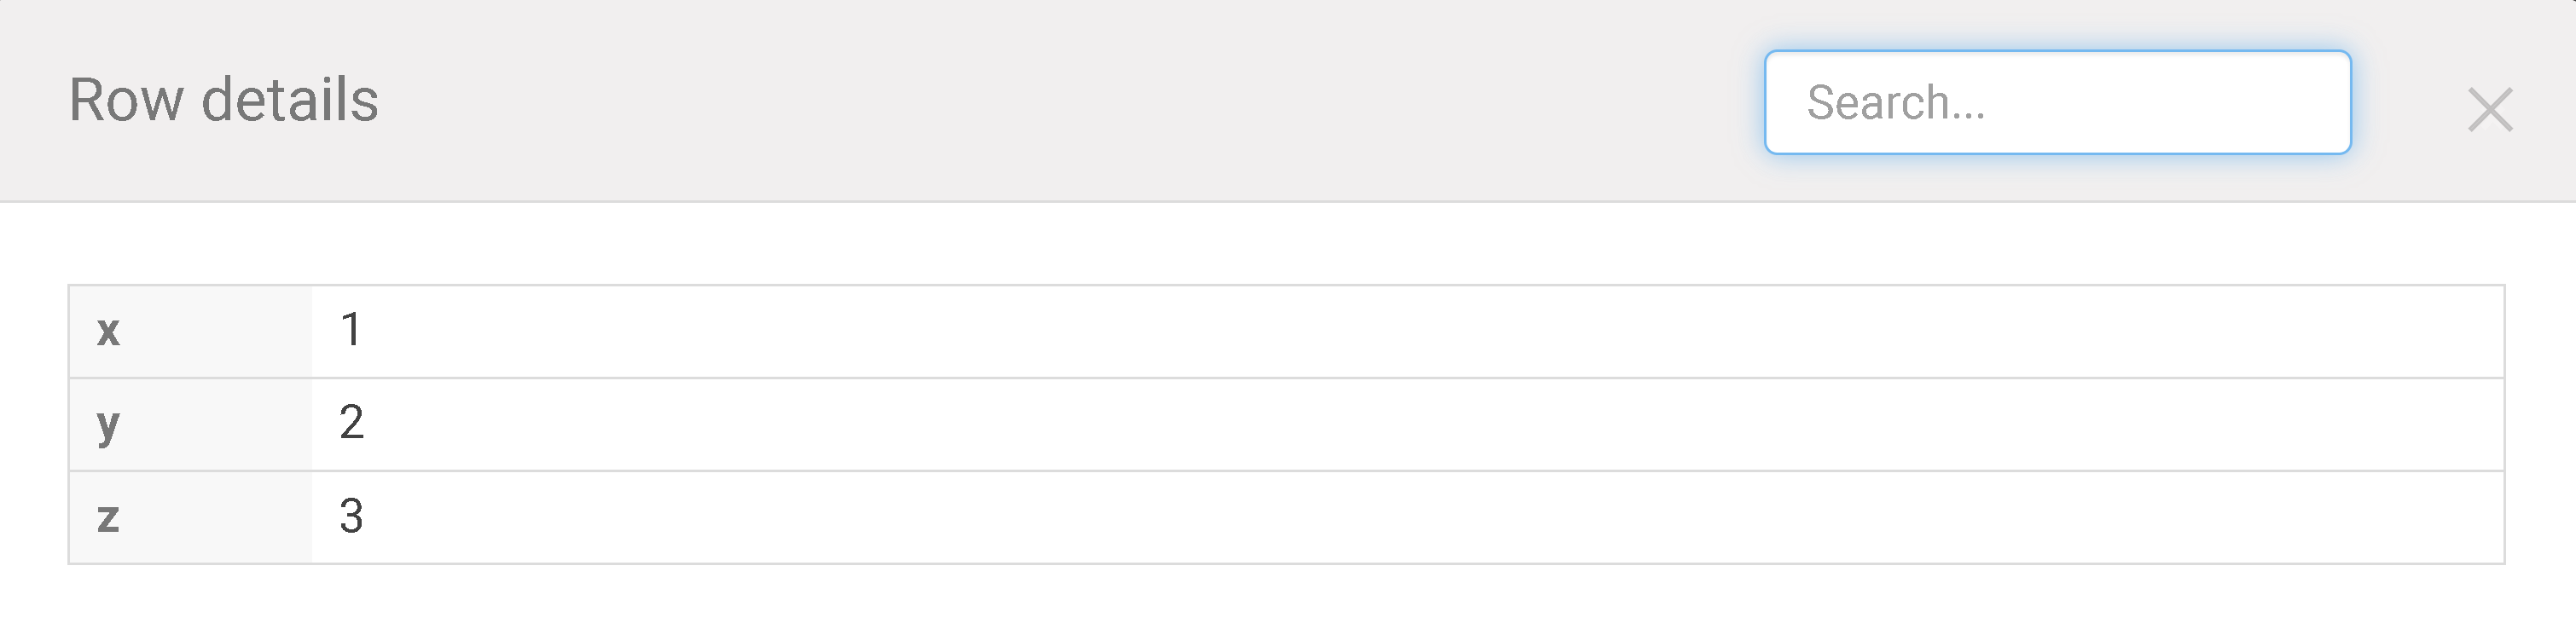 Row details
Search...
x 1
y 2
z 3